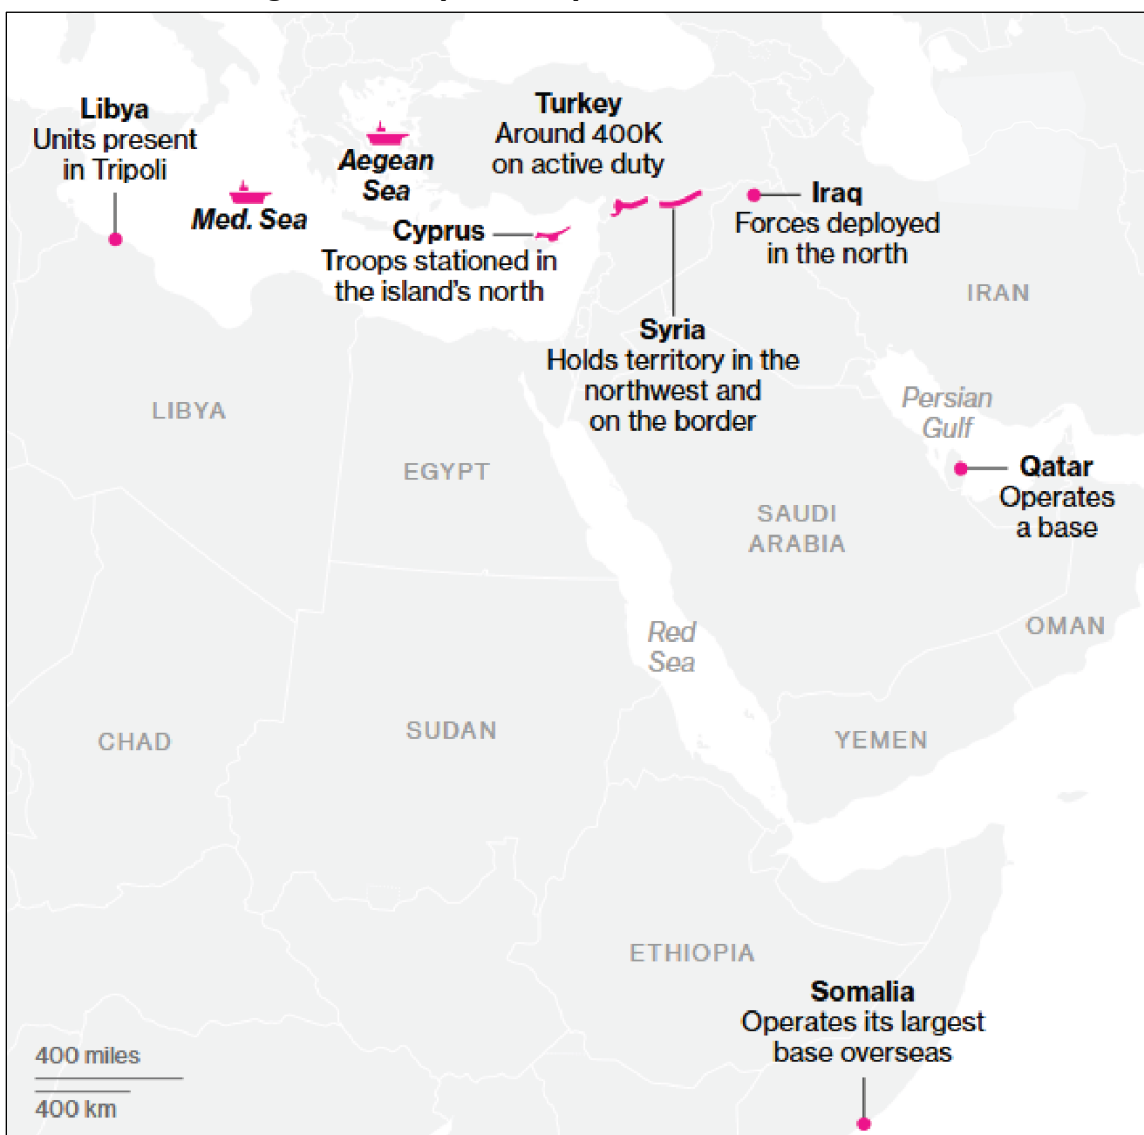 Libya
Units present
in Tripoli
Aegean
Sea
Med. Sea
Turkey
Around 400K
on active duty
Cyprus
Troops stationed in
the island's north
Iraq
Forces deployed
in the north
Syria
Holds territory in the
northwest and
on the border
IRAN
Persian
Gulf
Qatar
Operates
a base
LIBYA
EGYPT
SAUDI
ARABIA
OMAN
Red
Sea
CHAD
SUDAN
YEMEN
ETHIOPIA
Somalia
Operates its largest
base overseas
400 miles
400 km